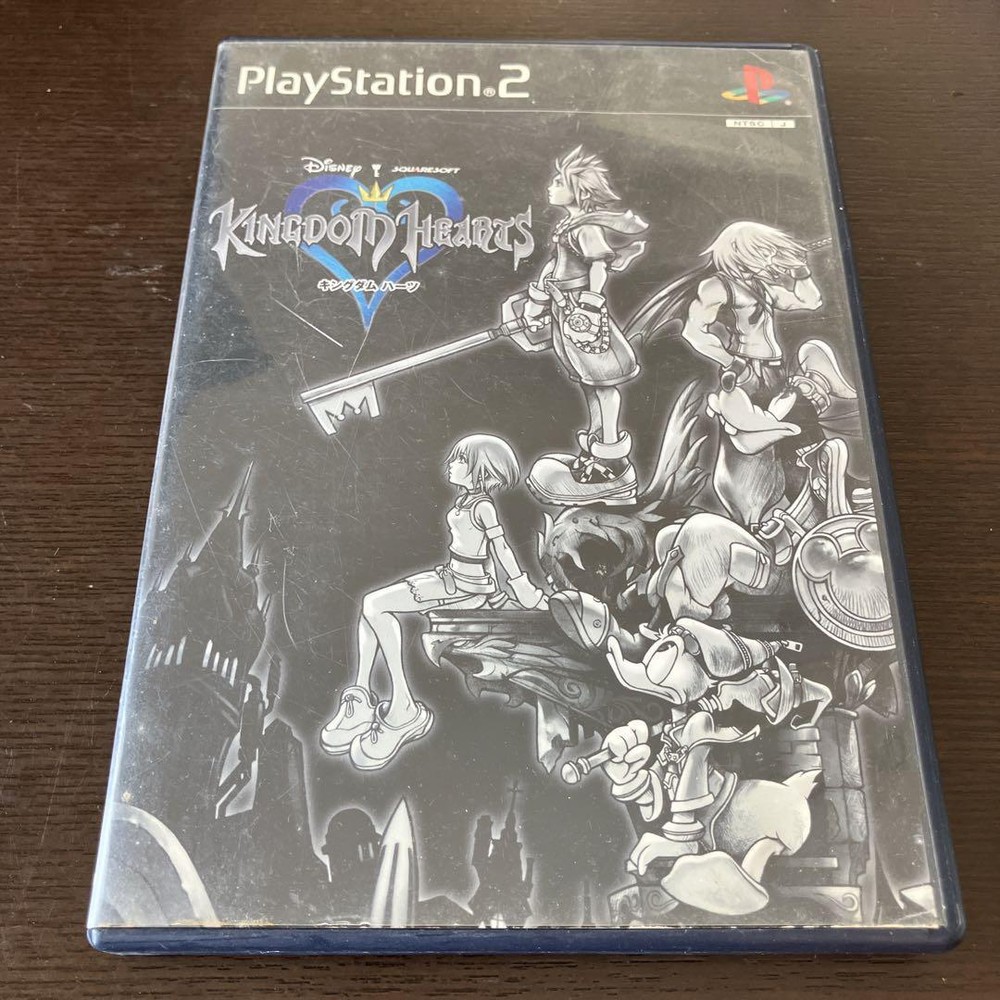 PlayStation®2
NTSC J
Disney SQUARESOFT
KINGDOM HEARTS
キングダム ハーツ